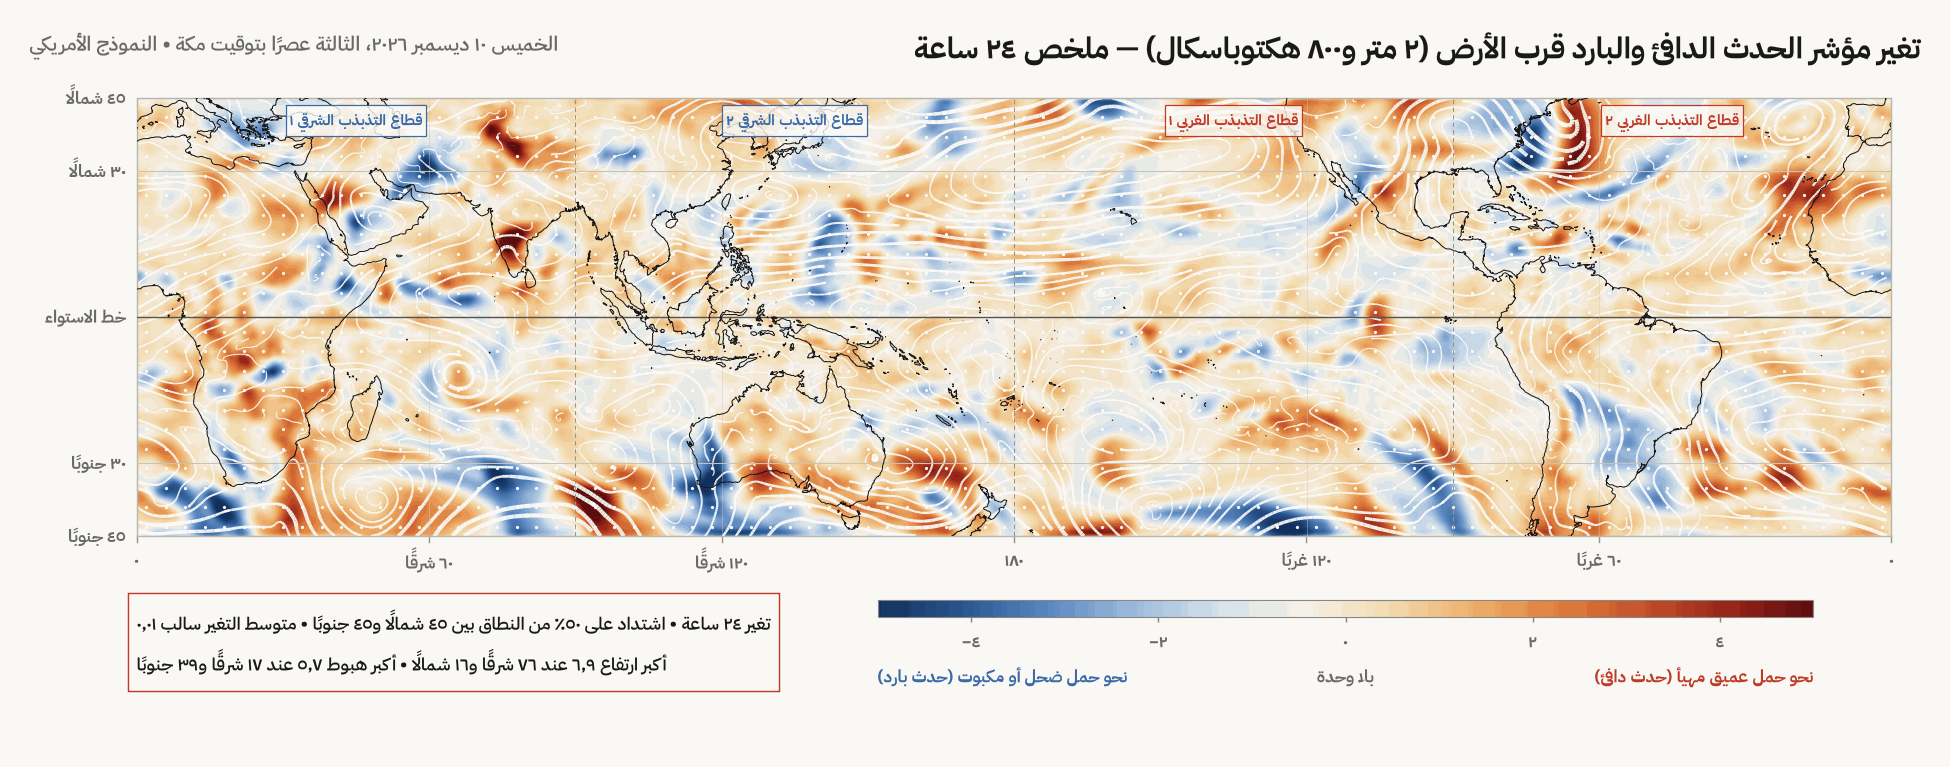 تغير مؤشر الحدث الدافئ والبارد قرب الأرض (٢ متر و٨٠٠ هكتوباسكال) — ملخص ٢٤ ساعة
الخميس ١٠ ديسمبر ٢٠٢٦، الثالثة عصرًا بتوقيت مكة • النموذج الأمريكي
قطاع التذبذب الشرقي ١
قطاع التذبذب الشرقي ٢
قطاع التذبذب الغربي ١
قطاع التذبذب الغربي ٢
٤٥ شمالًا
٣٠ شمالًا
خط الاستواء
٣٠ جنوبًا
٤٥ جنوبًا
٠
٦٠ شرقًا
١٢٠ شرقًا
١٨٠
١٢٠ غربًا
٦٠ غربًا
٠
تغير ٢٤ ساعة • اشتداد على ٥٠٪ من النطاق بين ٤٥ شمالًا و٤٥ جنوبًا • متوسط التغير سالب ٠,٠١
أكبر ارتفاع ٦,٩ عند ٧٦ شرقًا و١٦ شمالًا • أكبر هبوط ٥,٧ عند ١٧ شرقًا و٣٩ جنوبًا
−٤
−٢
٠
٢
٤
نحو حمل ضحل أو مكبوت (حدث بارد)
بلا وحدة
نحو حمل عميق مهيأ (حدث دافئ)